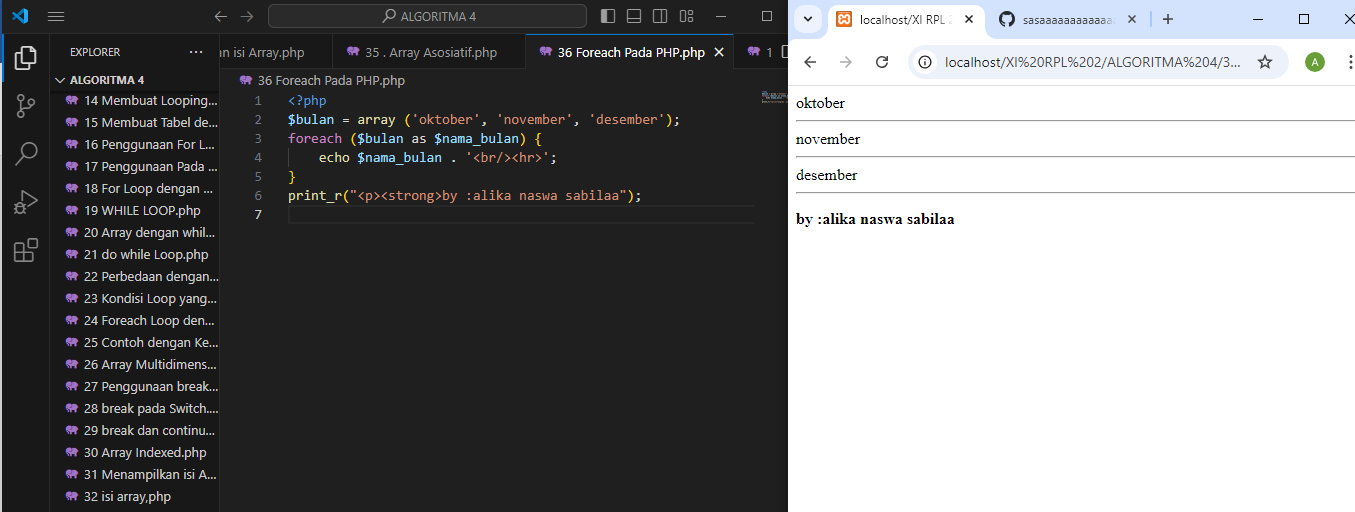 ALGORITMA 4
EXPLORER
ALGORITMA 4
14 Membuat Looping...
15 Membuat Tabel de...
16 Penggunaan For L...
17 Penggunaan Pada ...
18 For Loop dengan ...
19 WHILE LOOP.php
20 Array dengan whil...
21 do while Loop.php
22 Perbedaan dengan...
23 Kondisi Loop yang...
24 Foreach Loop den...
25 Contoh dengan Ke...
26 Array Multidimens...
27 Penggunaan break...
28 break pada Switch....
29 break dan continu...
30 Array Indexed.php
31 Menampilkan isi A...
32 isi array,php
n isi Array.php
35 . Array Asosiatif.php
36 Foreach Pada PHP.php
1
36 Foreach Pada PHP.php
1 <?php
2 $bulan = array ('oktober', 'november', 'desember');
3 foreach ($bulan as $nama_bulan) {
4 echo $nama_bulan . '<br/><hr>';
5 }
6 print_r("<p><strong>by :alika naswa sabilaa");
7
localhost/XI RPL 2
sasaaaaaaaaaaaaa
localhost/XI%20RPL%202/ALGORITMA%204/3...
A
oktober
november
desember
by :alika naswa sabilaa